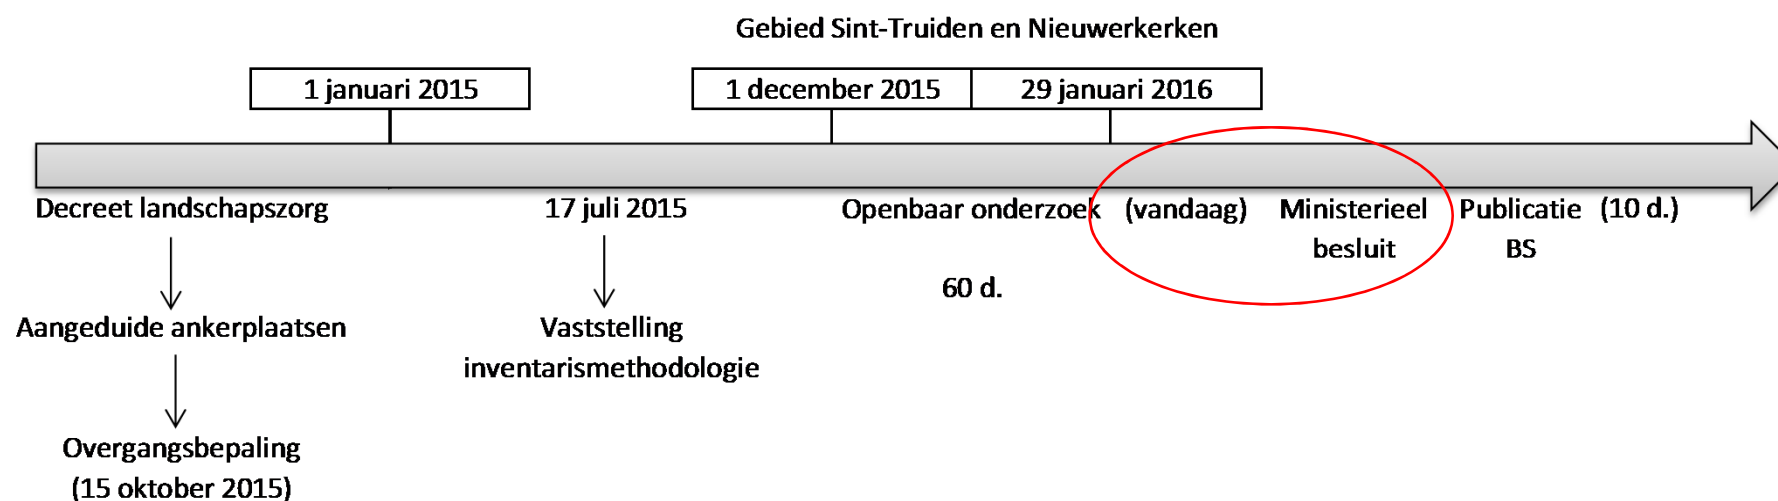 Gebied Sint-Truiden en Nieuwerkerken
1 januari 2015
1 december 2015
29 januari 2016
Decreet landschapszorg
17 juli 2015
Openbaar onderzoek
(vandaag)
Ministerieel
besluit
Publicatie
BS
(10 d.)
60 d.
Aangeduide ankerplaatsen
Vaststelling
inventarismethodologie
Overgangsbepaling
(15 oktober 2015)